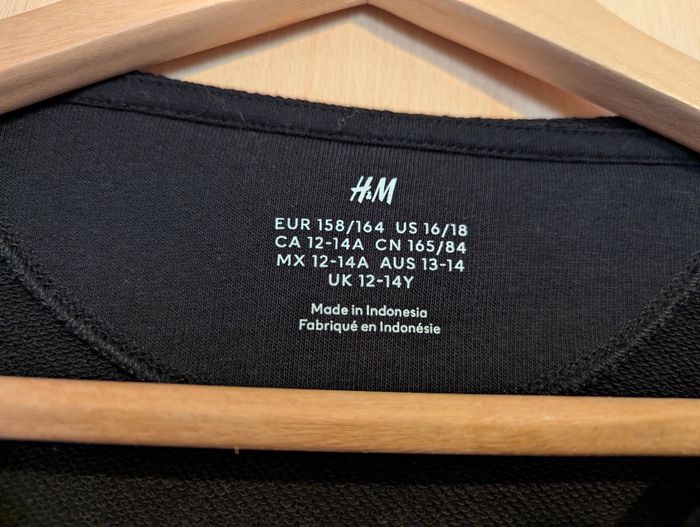 H&M
EUR 158/164 US 16/18
CA 12-14A CN 165/84
MX 12-14A AUS 13-14
UK 12-14Y
Made in Indonesia
Fabriqué en Indonésie